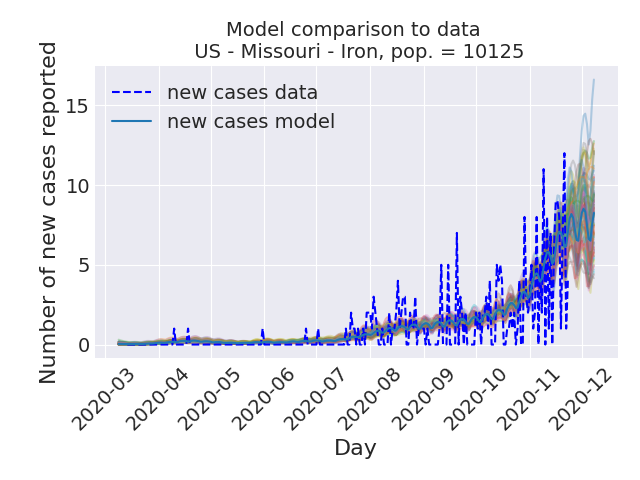 Model comparison to data
US - Missouri - Iron, pop. = 10125
Number of new cases reported
15
10
5
0
new cases data
new cases model
2020-03
2020-04
2020-05
2020-06
2020-07
2020-08
2020-09
2020-10
2020-11
2020-12
Day